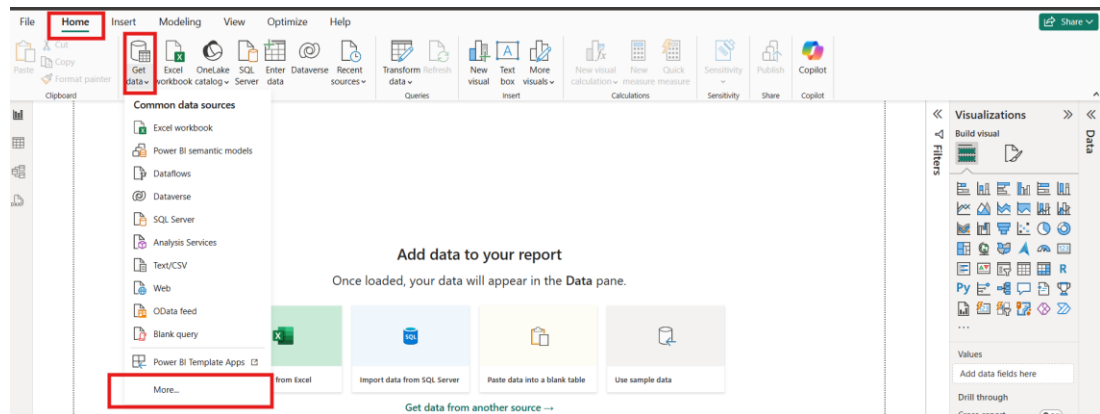 File Home Insert Modeling View Optimize Help Share
Cut
Copy
Paste
Format painter
Get data
Excel workbook
OneLake catalog
SQL Server
Enter data
Dataverse
Recent sources
Transform data
Refresh
New visual
Text box
More visuals
New visual calculation
New measure
Quick measure
Sensitivity
Publish
Copilot
Clipboard Queries Insert Calculations Sensitivity Share Copilot
Common data sources
Excel workbook
Power BI semantic models
Dataflows
Dataverse
SQL Server
Analysis Services
Text/CSV
Web
OData feed
Blank query
Power BI Template Apps
More...
Add data to your report
Once loaded, your data will appear in the Data pane.
SQL
from Excel
Import data from SQL Server
Paste data into a blank table
Use sample data
Get data from another source →
Filters
Visualizations
Build visual
R
Py
...
Values
Add data fields here
Drill through
Data